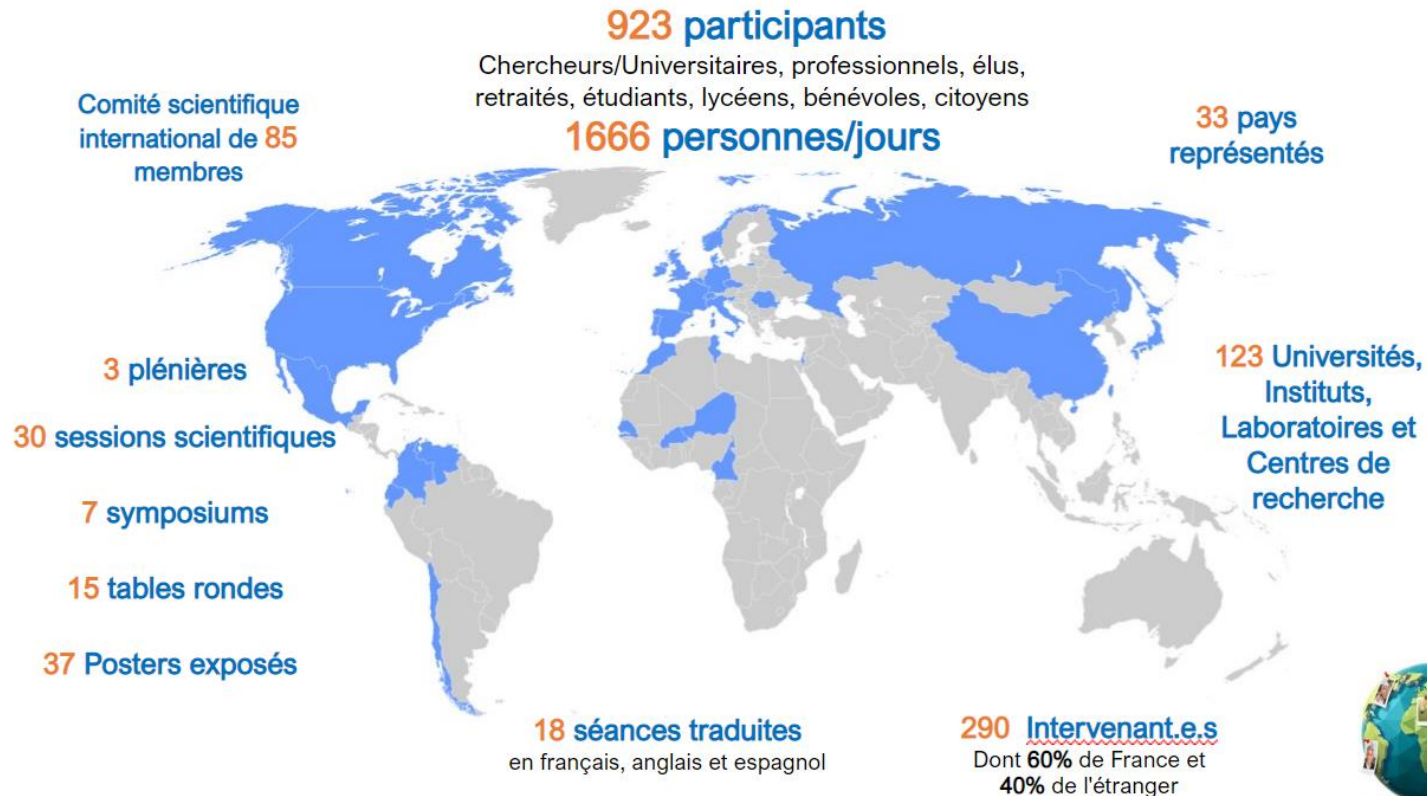 923 participants
Chercheurs/Universitaires, professionnels, élus,
retraités, étudiants, lycéens, bénévoles, citoyens
1666 personnes/jours
Comité scientifique
international de 85
membres
33 pays
représentés
3 plénières
30 sessions scientifiques
7 symposiums
15 tables rondes
37 Posters exposés
123 Universités,
Instituts,
Laboratoires et
Centres de
recherche
18 séances traduites
en français, anglais et espagnol
290 Intervenant.e.s
Dont 60% de France et
40% de l'étranger